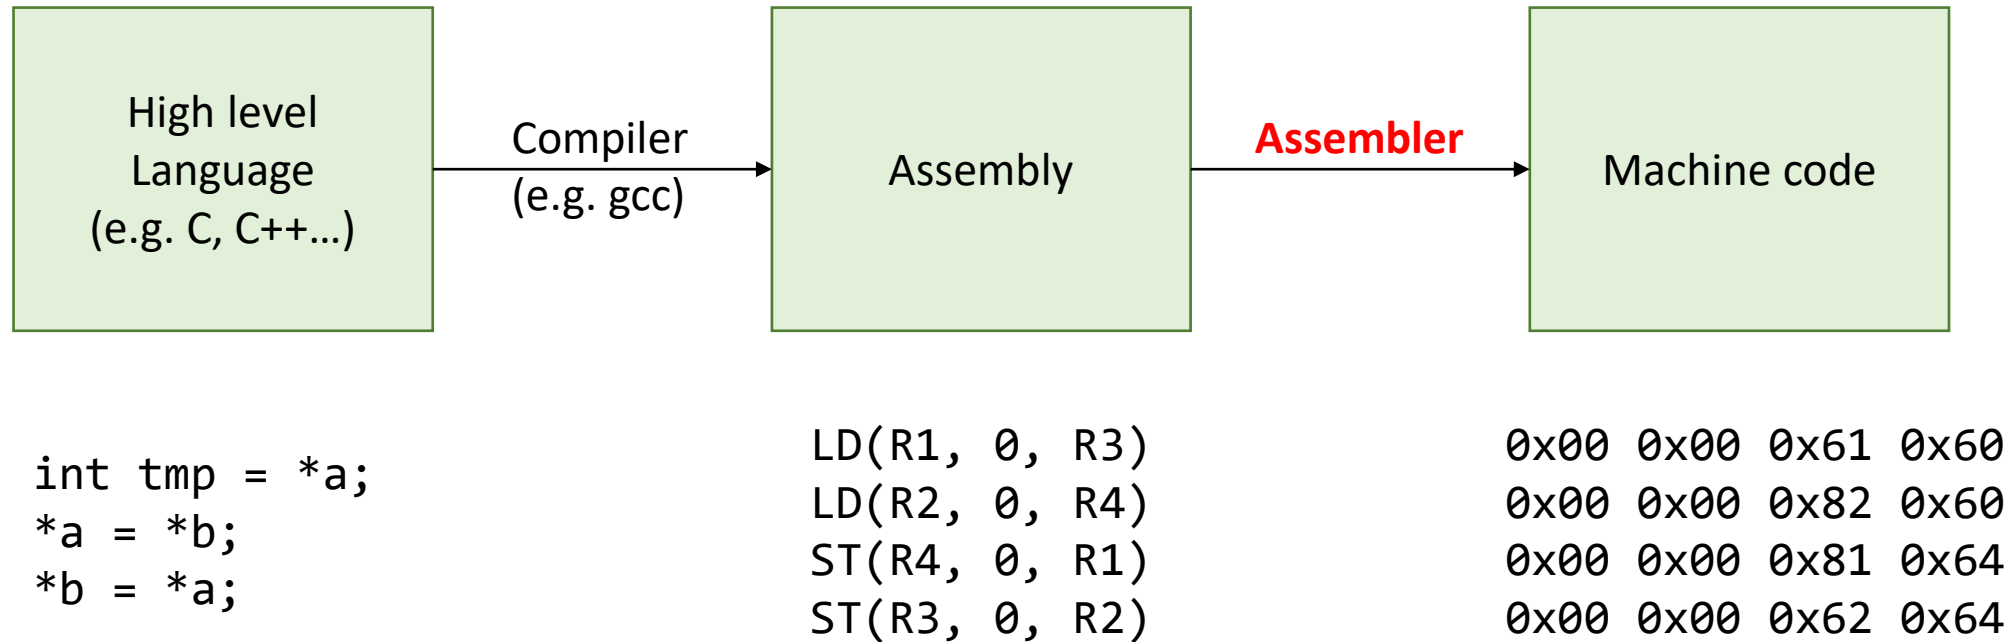 High level
Language
(e.g. C, C++…)
Compiler
(e.g. gcc)
Assembly
Assembler
Machine code
int tmp = *a;
*a = *b;
*b = *a;
LD(R1, 0, R3)
LD(R2, 0, R4)
ST(R4, 0, R1)
ST(R3, 0, R2)
0x00 0x00 0x61 0x60
0x00 0x00 0x82 0x60
0x00 0x00 0x81 0x64
0x00 0x00 0x62 0x64